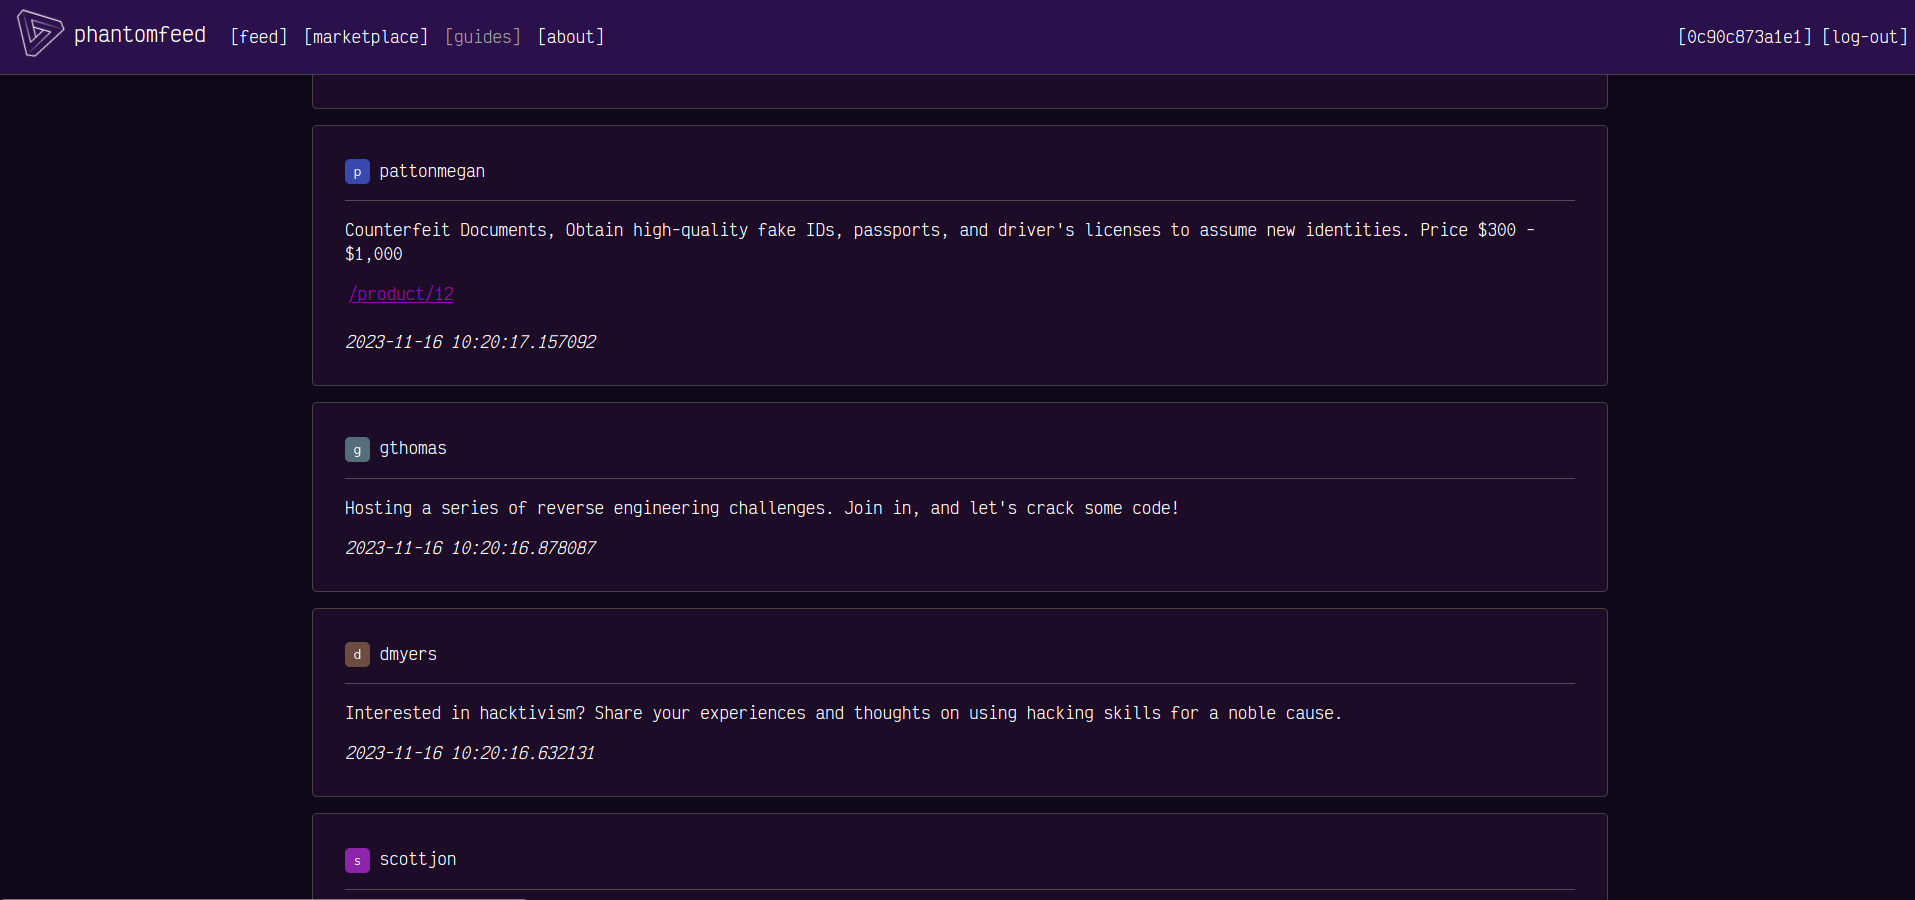 phantomfeed [feed] [marketplace] [guides] [about] [0c90c873a1e1] [log-out]
p pattonmegan
Counterfeit Documents, Obtain high-quality fake IDs, passports, and driver's licenses to assume new identities. Price $300 -
$1,000
/product/12
2023-11-16 10:20:17.157092
g gthomas
Hosting a series of reverse engineering challenges. Join in, and let's crack some code!
2023-11-16 10:20:16.878087
d dmyers
Interested in hacktivism? Share your experiences and thoughts on using hacking skills for a noble cause.
2023-11-16 10:20:16.632131
s scottjon